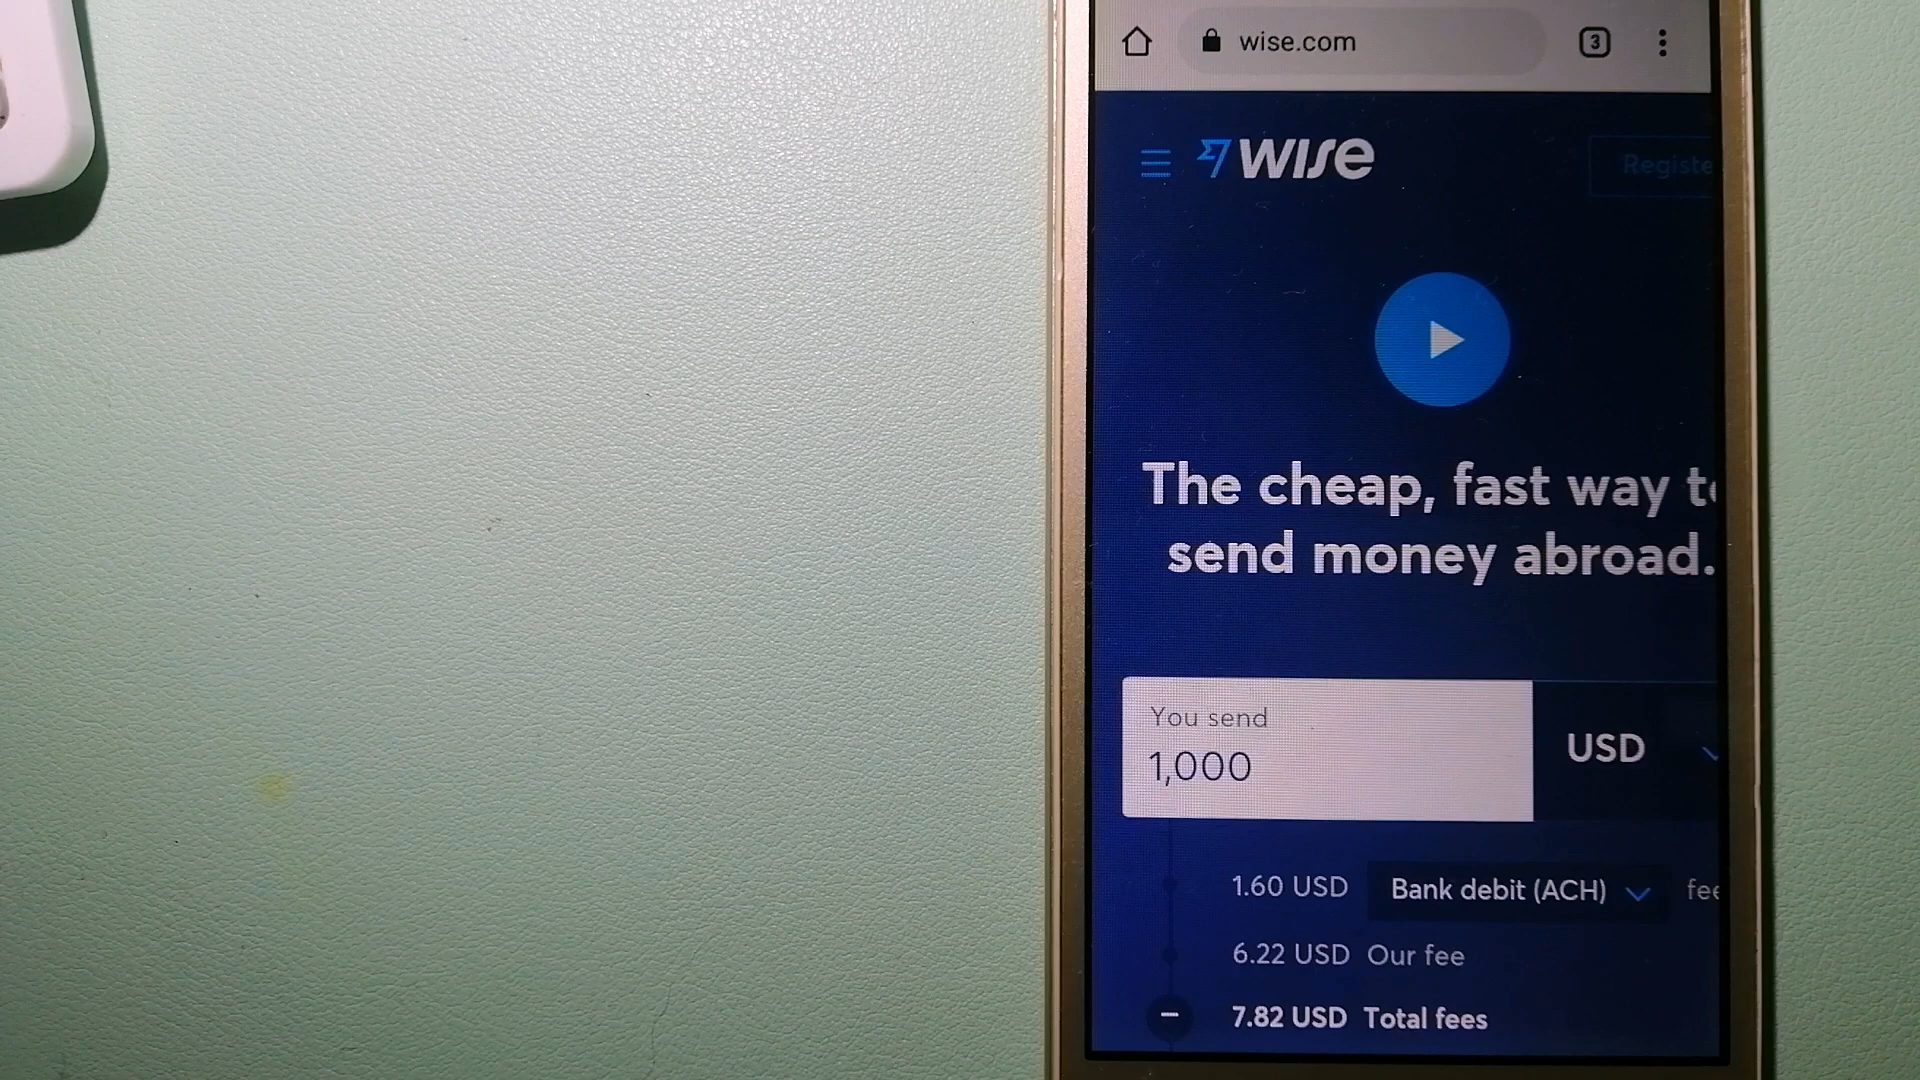 wise.com
3
WISE
The cheap, fast way
send money abroad.
You send
1,000
USD
1.60 USD Bank debit (ACH)
6.22 USD Our fee
7.82 USD Total fees